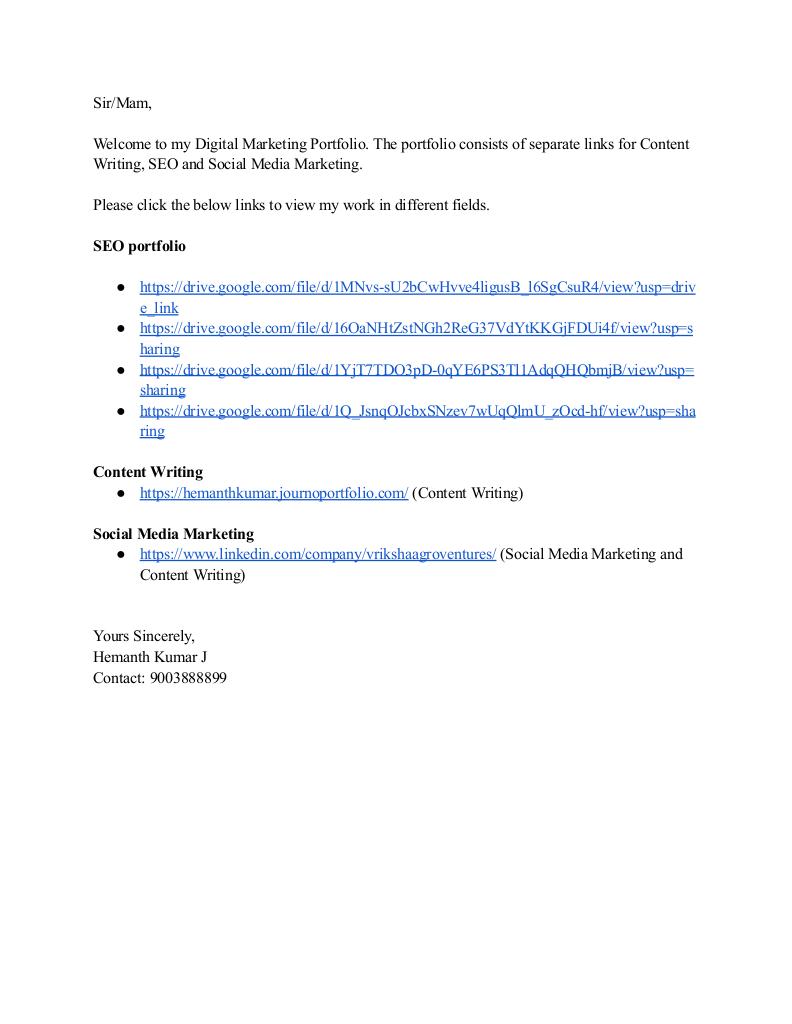 Sir/Mam,
Welcome to my Digital Marketing Portfolio. The portfolio consists of separate links for Content
Writing, SEO and Social Media Marketing.
Please click the below links to view my work in different fields.
SEO portfolio
● https://drive.google.com/file/d/1MNvs-sU2bCwHvve4ligusB_l6SgCsuR4/view?usp=driv
e_link
● https://drive.google.com/file/d/16OaNHtZstNGh2ReG37VdYtKKGjFDUi4f/view?usp=s
haring
● https://drive.google.com/file/d/1YjT7TDO3pD-0qYE6PS3Tl1AdqQHQbmjB/view?usp=
sharing
● https://drive.google.com/file/d/1Q_JsnqOJcbxSNzev7wUqQlmU_zOcd-hf/view?usp=sha
ring
Content Writing
● https://hemanthkumar.journoportfolio.com/ (Content Writing)
Social Media Marketing
● https://www.linkedin.com/company/vrikshaagroventures/ (Social Media Marketing and
Content Writing)
Yours Sincerely,
Hemanth Kumar J
Contact: 9003888899